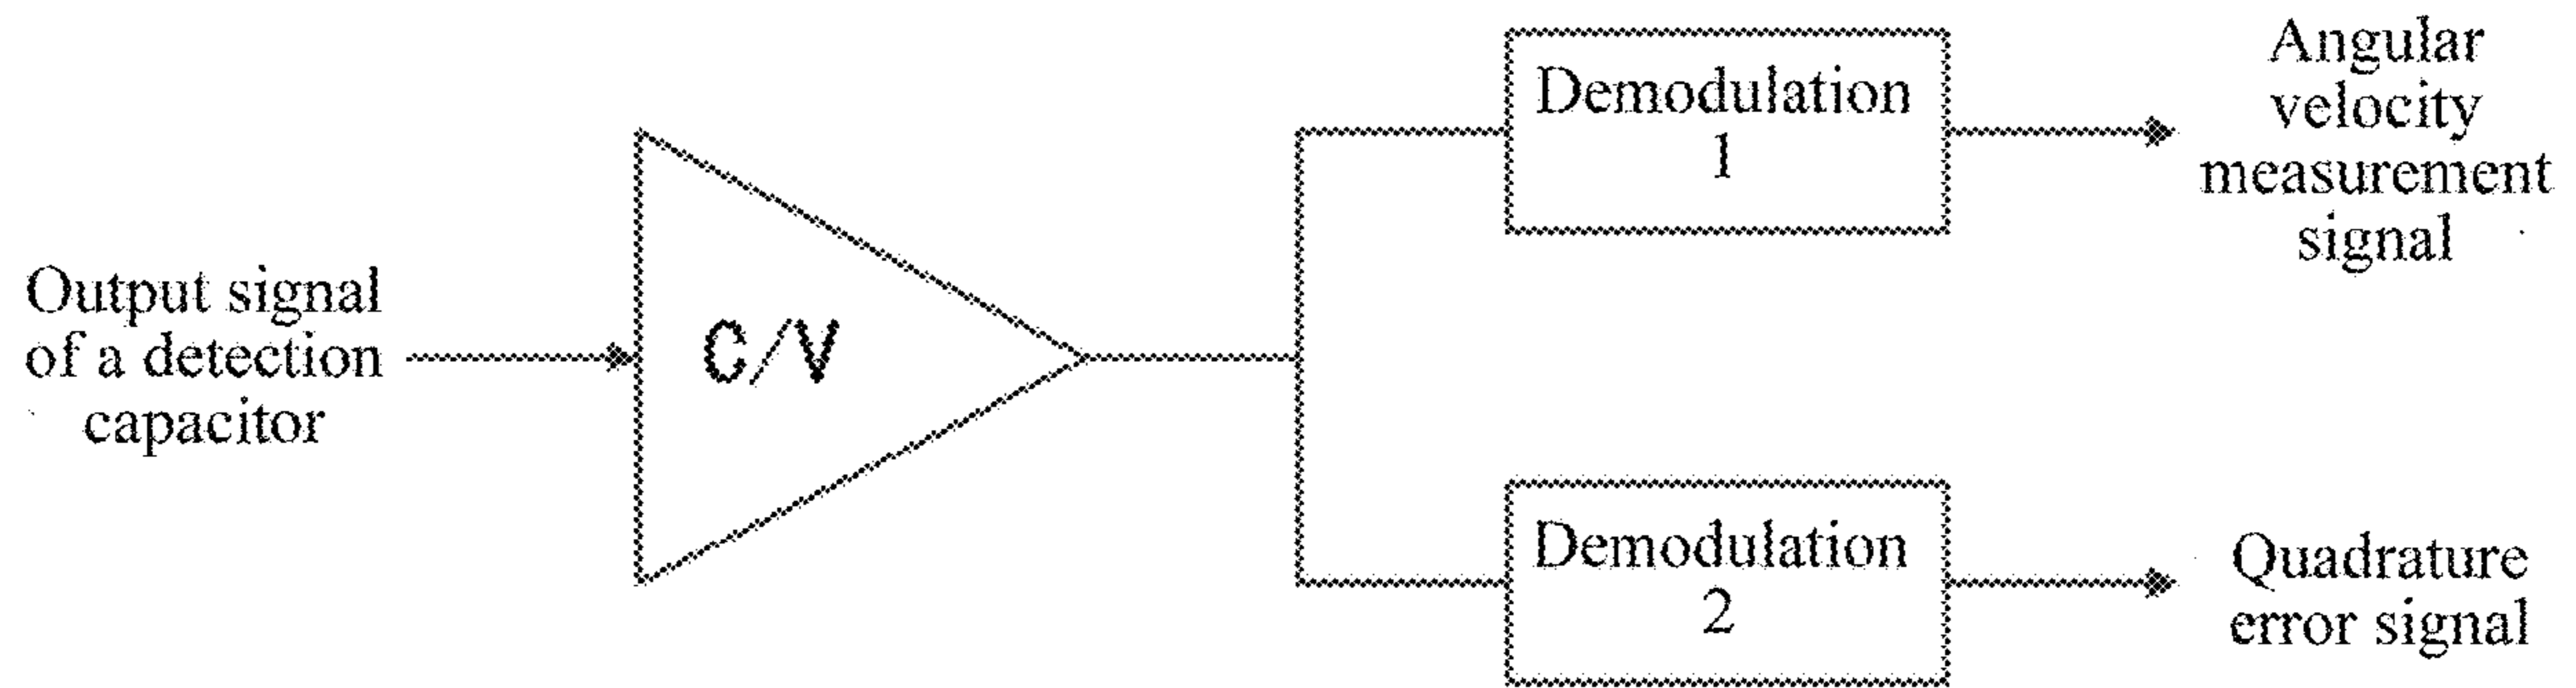 Output signal
of a detection
capacitor
C/V
Demodulation
1
Angular
velocity
measurement
signal
Demodulation
2
Quadrature
error signal